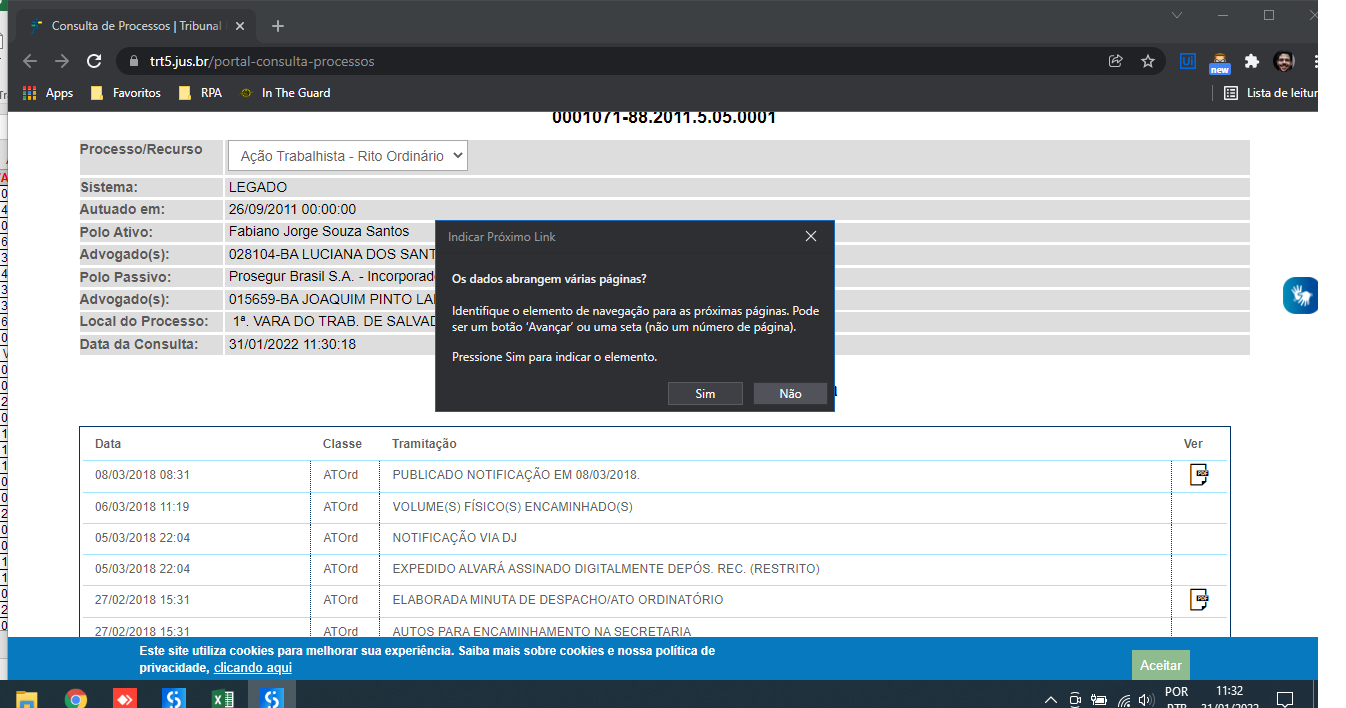 Consulta de Processos | Tribunal
trt5.jus.br/portal-consulta-processos
new
Apps
Favoritos
RPA
In The Guard
Lista de leitur
0001071-88.2011.5.05.0001
Processo/Recurso
Ação Trabalhista - Rito Ordinário
Sistema:
LEGADO
Autuado em:
26/09/2011 00:00:00
Polo Ativo:
Fabiano Jorge Souza Santos
Advogado(s):
028104-BA LUCIANA DOS SANT
Polo Passivo:
Prosegur Brasil S.A. - Incorporad
Advogado(s):
015659-BA JOAQUIM PINTO LA
Local do Processo:
1ª. VARA DO TRAB. DE SALVAD
Data da Consulta:
31/01/2022 11:30:18
Indicar Próximo Link
Os dados abrangem várias páginas?
Identifique o elemento de navegação para as próximas páginas. Pode
ser um botão ‘Avançar’ ou uma seta (não um número de página).
Pressione Sim para indicar o elemento.
Sim
Não
Data Classe Tramitação Ver
08/03/2018 08:31 ATOrd PUBLICADO NOTIFICAÇÃO EM 08/03/2018.
06/03/2018 11:19 ATOrd VOLUME(S) FÍSICO(S) ENCAMINHADO(S)
05/03/2018 22:04 ATOrd NOTIFICAÇÃO VIA DJ
05/03/2018 22:04 ATOrd EXPEDIDO ALVARÁ ASSINADO DIGITALMENTE DEPÓS. REC. (RESTRITO)
27/02/2018 15:31 ATOrd ELABORADA MINUTA DE DESPACHO/ATO ORDINATÓRIO
27/02/2018 15:31 ATOrd AUTOS PARA ENCAMINHAMENTO NA SECRETARIA
Este site utiliza cookies para melhorar sua experiência. Saiba mais sobre cookies e nossa política de
privacidade, clicando aqui
Aceitar
POR
PTB
11:32
31/01/2022